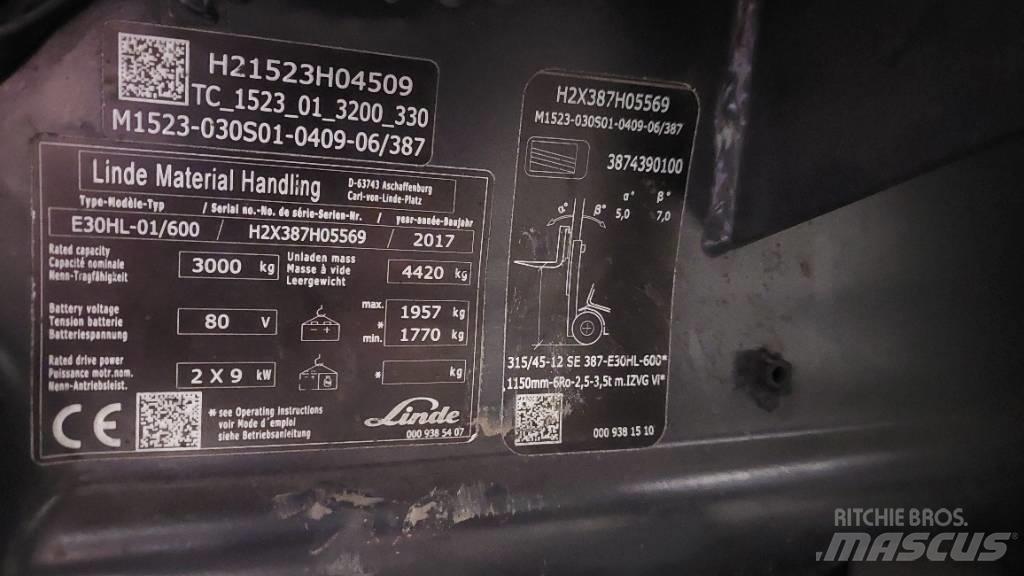 H21523H04509
TC_1523_01_3200_330
M1523-030S01-0409-06/387
Linde Material Handling
D-63743 Aschaffenburg
Carl-von-Linde-Platz
Type-Modèle-Typ / Serial no.-No. de série-Serien-Nr. / year-année-Baujahr
E30HL-01/600 / H2X387H05569 / 2017
Rated capacity
Capacité nominale
Nenn-Tragfähigkeit
3000 kg
Unladen mass
Masse à vide
Leergewicht
4420 kg
Battery voltage
Tension batterie
Batteriespannung
80 V
- +
max. 1957 kg
*
min. 1770 kg
Rated drive power
Puissance motr.nom.
Nenn-Antriebsleist.
2 X 9 kW
* kg
CE
* see Operating Instructions
voir Mode d'emploi
siehe Betriebsanleitung
Linde
000 938 54 07
H2X387H05569
M1523-030S01-0409-06/387
3874390100
α° β°
5,0 7,0
α° β°
315/45-12 SE 387-E30HL-600*
1150mm-6Ro-2,5-3,5t m.IZVG VI*
000 938 15 10
RITCHIE BROS.
MASCUS